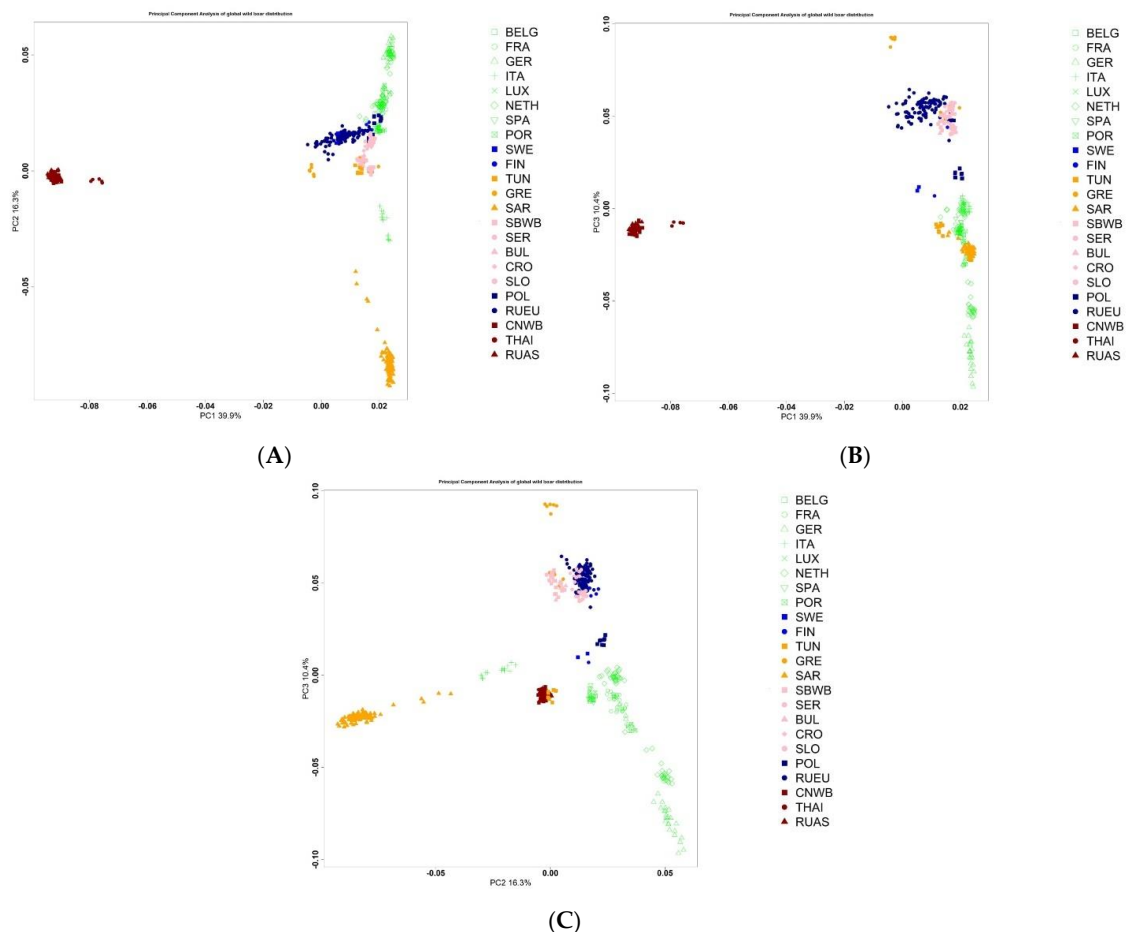 Principal Component Analysis of global wild boar distribution
0.05
0.00
-0.05
PC2 16.3%
-0.08
-0.06
-0.04
-0.02
0.00
0.02
PC1 39.9%
BELG
FRA
GER
ITA
LUX
NETH
SPA
POR
SWE
FIN
TUN
GRE
SAR
SBWB
SER
BUL
CRO
SLO
POL
RUEU
CNWB
THAI
RUAS
(A)
Principal Component Analysis of global wild boar distribution
0.10
0.05
0.00
-0.05
-0.10
PC3 10.4%
-0.08
-0.06
-0.04
-0.02
0.00
0.02
PC1 39.9%
BELG
FRA
GER
ITA
LUX
NETH
SPA
POR
SWE
FIN
TUN
GRE
SAR
SBWB
SER
BUL
CRO
SLO
POL
RUEU
CNWB
THAI
RUAS
(B)
Principal Component Analysis of global wild boar distribution
0.10
0.05
0.00
-0.05
-0.10
PC3 10.4%
-0.05
0.00
0.05
PC2 16.3%
BELG
FRA
GER
ITA
LUX
NETH
SPA
POR
SWE
FIN
TUN
GRE
SAR
SBWB
SER
BUL
CRO
SLO
POL
RUEU
CNWB
THAI
RUAS
(C)